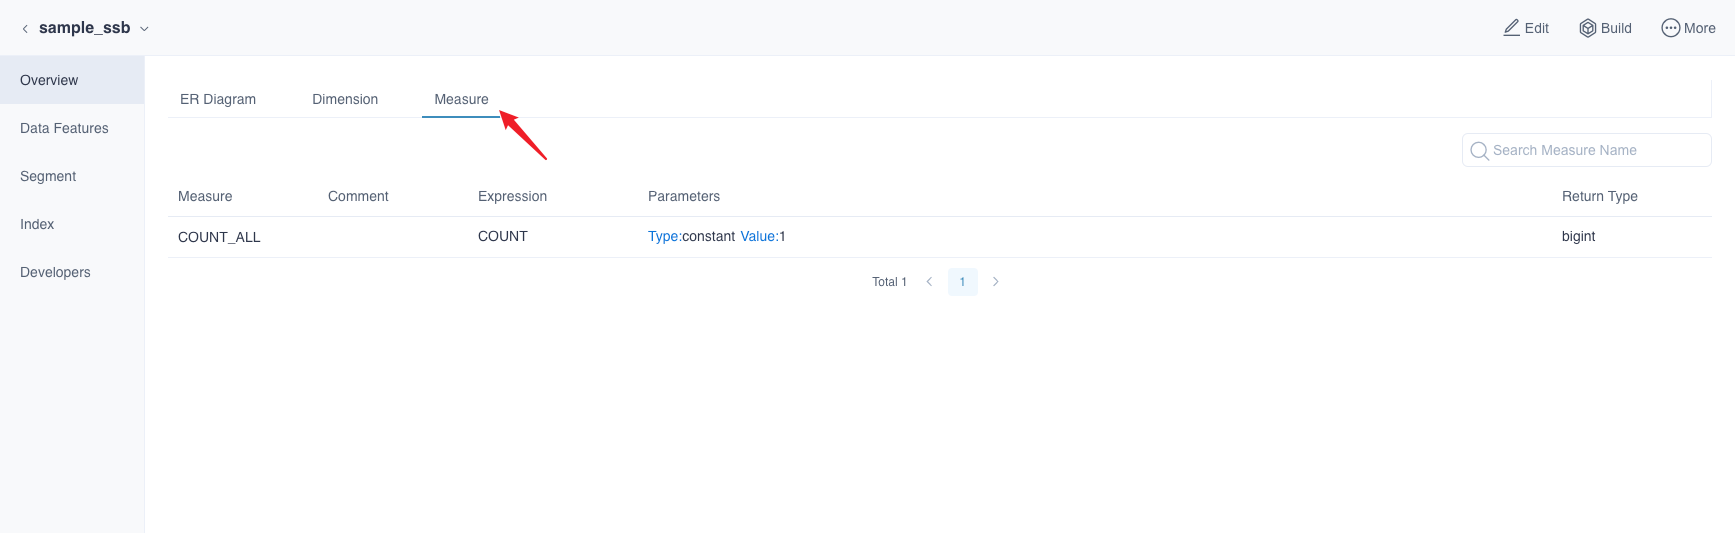 sample_ssb
Edit Build More
Overview
Data Features
Segment
Index
Developers
ER Diagram Dimension Measure
Search Measure Name
Measure Comment Expression Parameters Return Type
COUNT_ALL COUNT Type:constant Value:1 bigint
Total 1 1